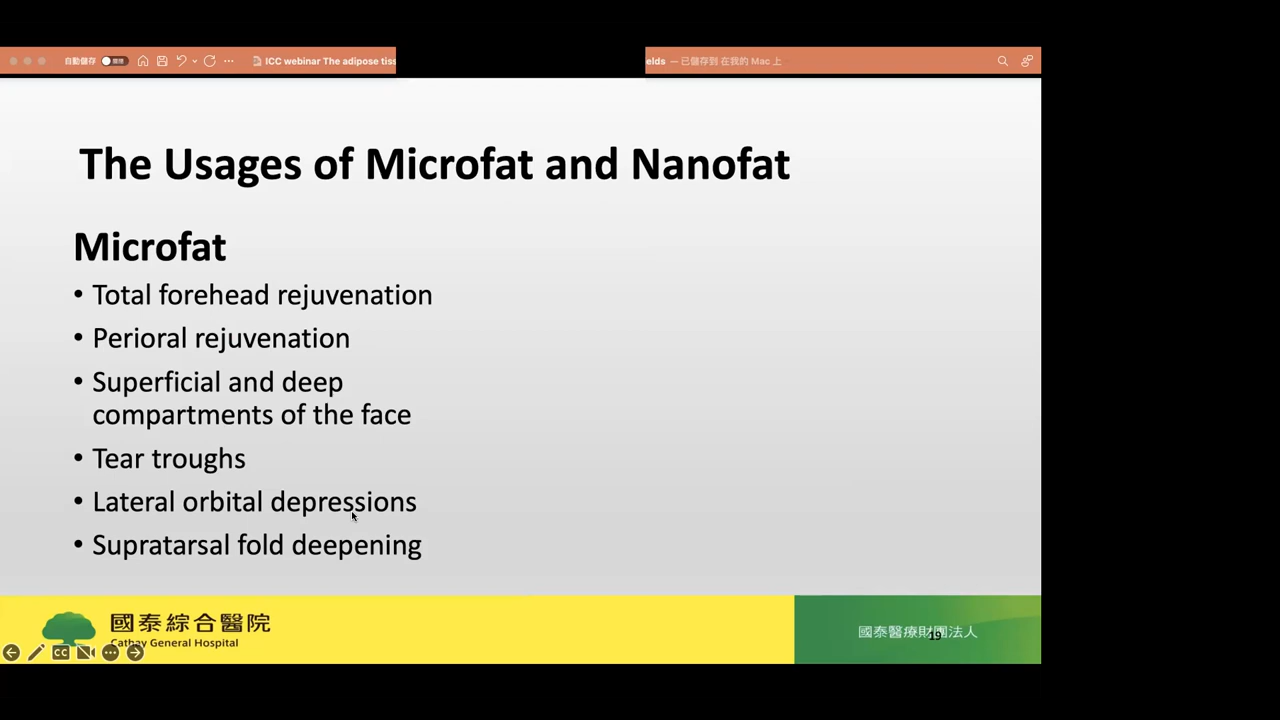 自動儲存
ICC webinar The adipose tiss
elds — 已儲存到 在我的 Mac 上
The Usages of Microfat and Nanofat
Microfat
• Total forehead rejuvenation
• Perioral rejuvenation
• Superficial and deep
compartments of the face
• Tear troughs
• Lateral orbital depressions
• Supratarsal fold deepening
國泰綜合醫院
Cathay General Hospital
國泰醫療財團法人
19
CC